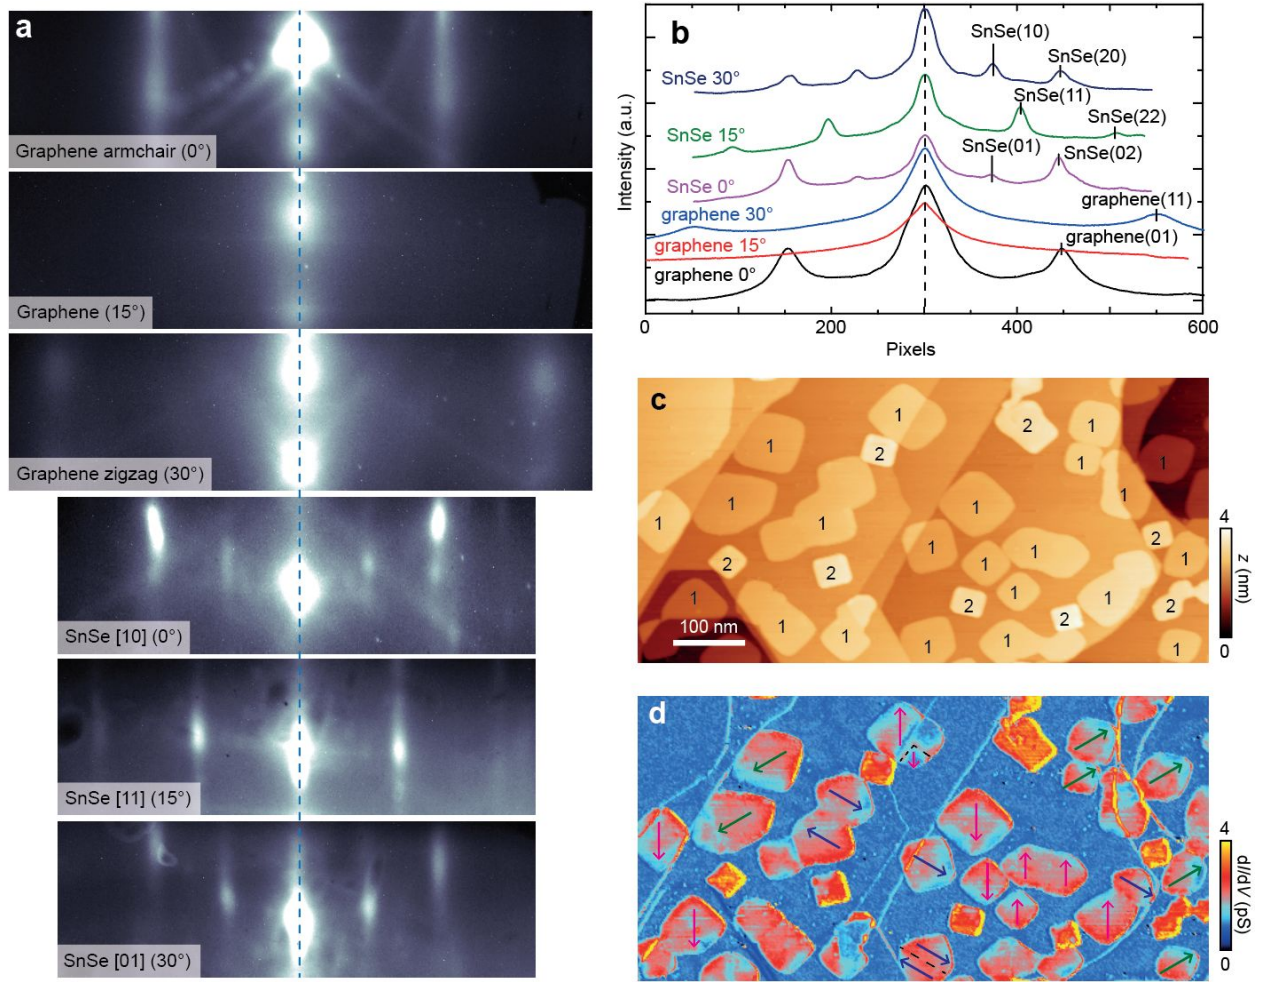 a
Graphene armchair (0°)
Graphene (15°)
Graphene zigzag (30°)
SnSe [10] (0°)
SnSe [11] (15°)
SnSe [01] (30°)
b
Intensity (a.u.)
SnSe 30°
SnSe(10)
SnSe(20)
SnSe 15°
SnSe(11)
SnSe(22)
SnSe 0°
SnSe(01)
SnSe(02)
graphene 30°
graphene(11)
graphene 15°
graphene(01)
graphene 0°
0 200 400 600
Pixels
c
1
1
2
2
1
1
1
1
1
1
1
1
1
2
1
2
2
1
1
1
2
1
1
2
1
2
1
1
1
1
1
100 nm
4
z (nm)
0
d
4
dI/dV (pS)
0